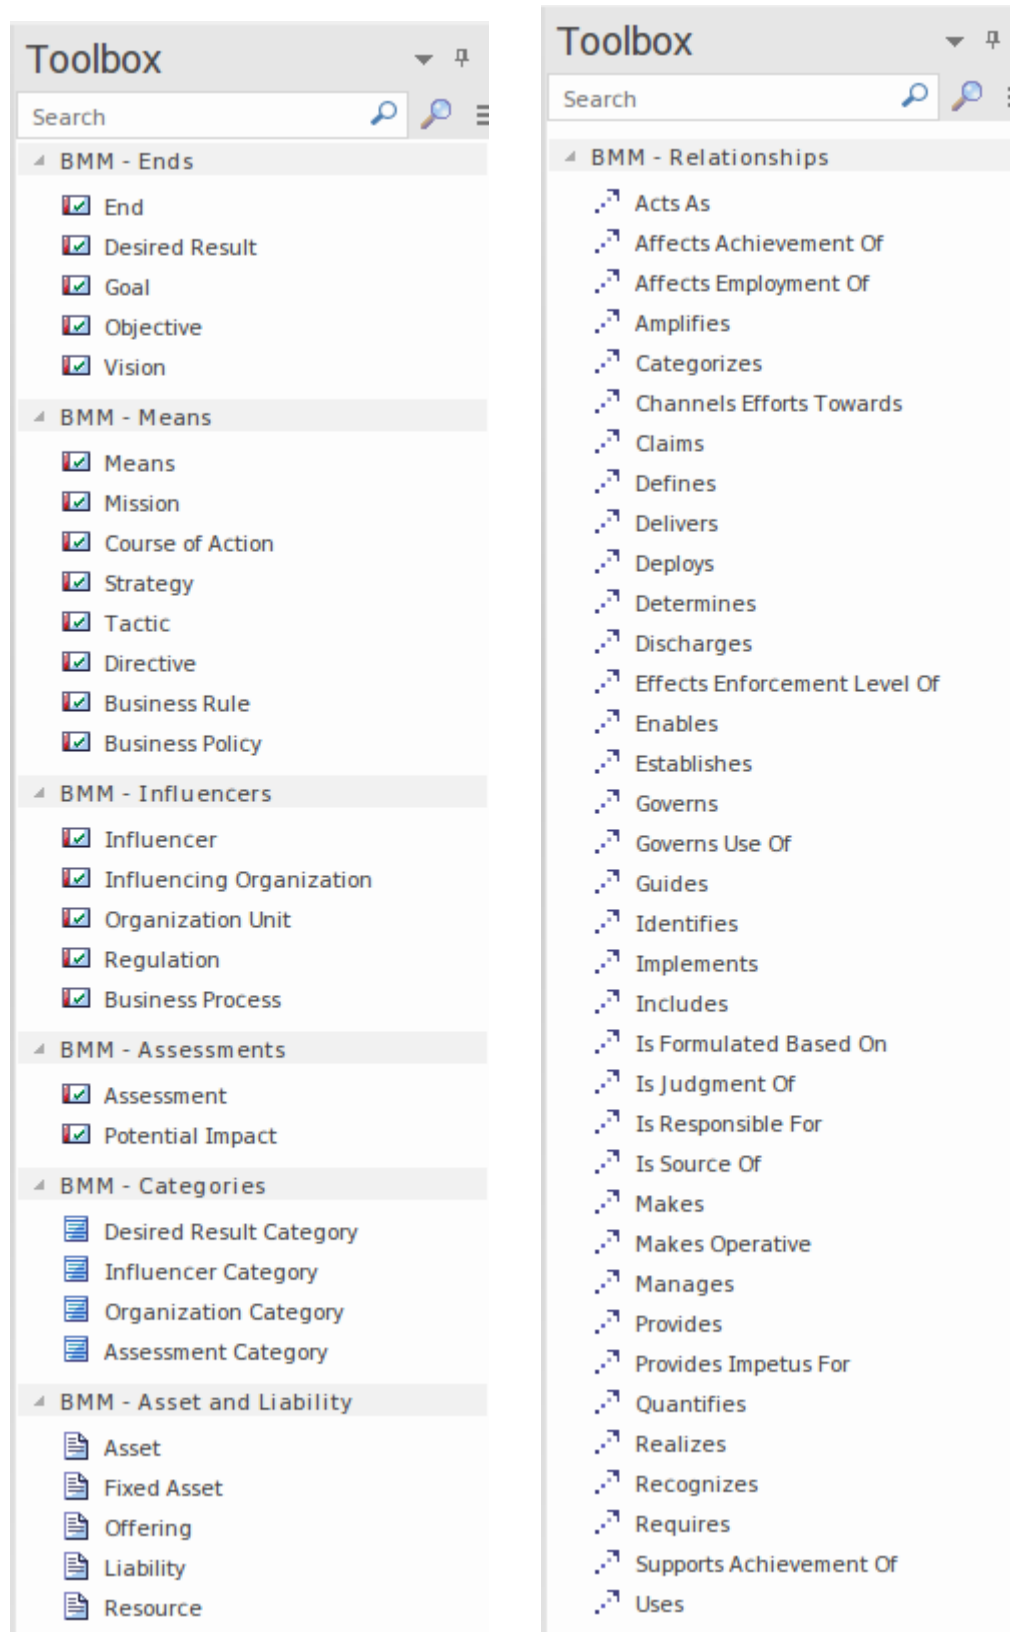 Toolbox
Search
BMM - Ends
End
Desired Result
Goal
Objective
Vision
BMM - Means
Means
Mission
Course of Action
Strategy
Tactic
Directive
Business Rule
Business Policy
BMM - Influencers
Influencer
Influencing Organization
Organization Unit
Regulation
Business Process
BMM - Assessments
Assessment
Potential Impact
BMM - Categories
Desired Result Category
Influencer Category
Organization Category
Assessment Category
BMM - Asset and Liability
Asset
Fixed Asset
Offering
Liability
Resource
Toolbox
Search
BMM - Relationships
Acts As
Affects Achievement Of
Affects Employment Of
Amplifies
Categorizes
Channels Efforts Towards
Claims
Defines
Delivers
Deploys
Determines
Discharges
Effects Enforcement Level Of
Enables
Establishes
Governs
Governs Use Of
Guides
Identifies
Implements
Includes
Is Formulated Based On
Is Judgment Of
Is Responsible For
Is Source Of
Makes
Makes Operative
Manages
Provides
Provides Impetus For
Quantifies
Realizes
Recognizes
Requires
Supports Achievement Of
Uses